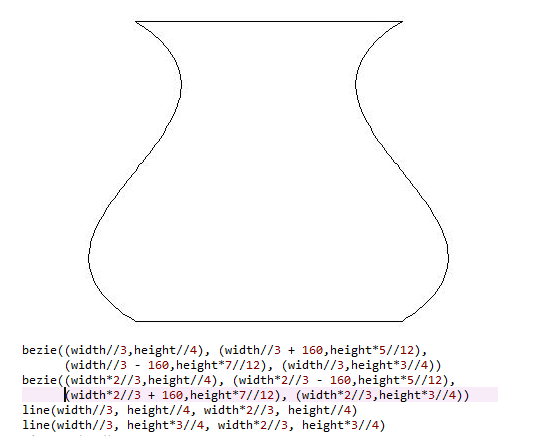 bezie((width//3,height//4), (width//3 + 160,height*5//12),
(width//3 - 160,height*7//12), (width//3,height*3//4))
bezie((width*2//3,height//4), (width*2//3 - 160,height*5//12),
(width*2//3 + 160,height*7//12), (width*2//3,height*3//4))
line(width//3, height//4, width*2//3, height//4)
line(width//3, height*3//4, width*2//3, height*3//4)